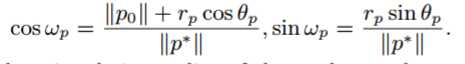 cos ω_p = (‖p_0‖ + r_p cos θ_p) / ‖p*‖, sin ω_p = (r_p sin θ_p) / ‖p*‖.